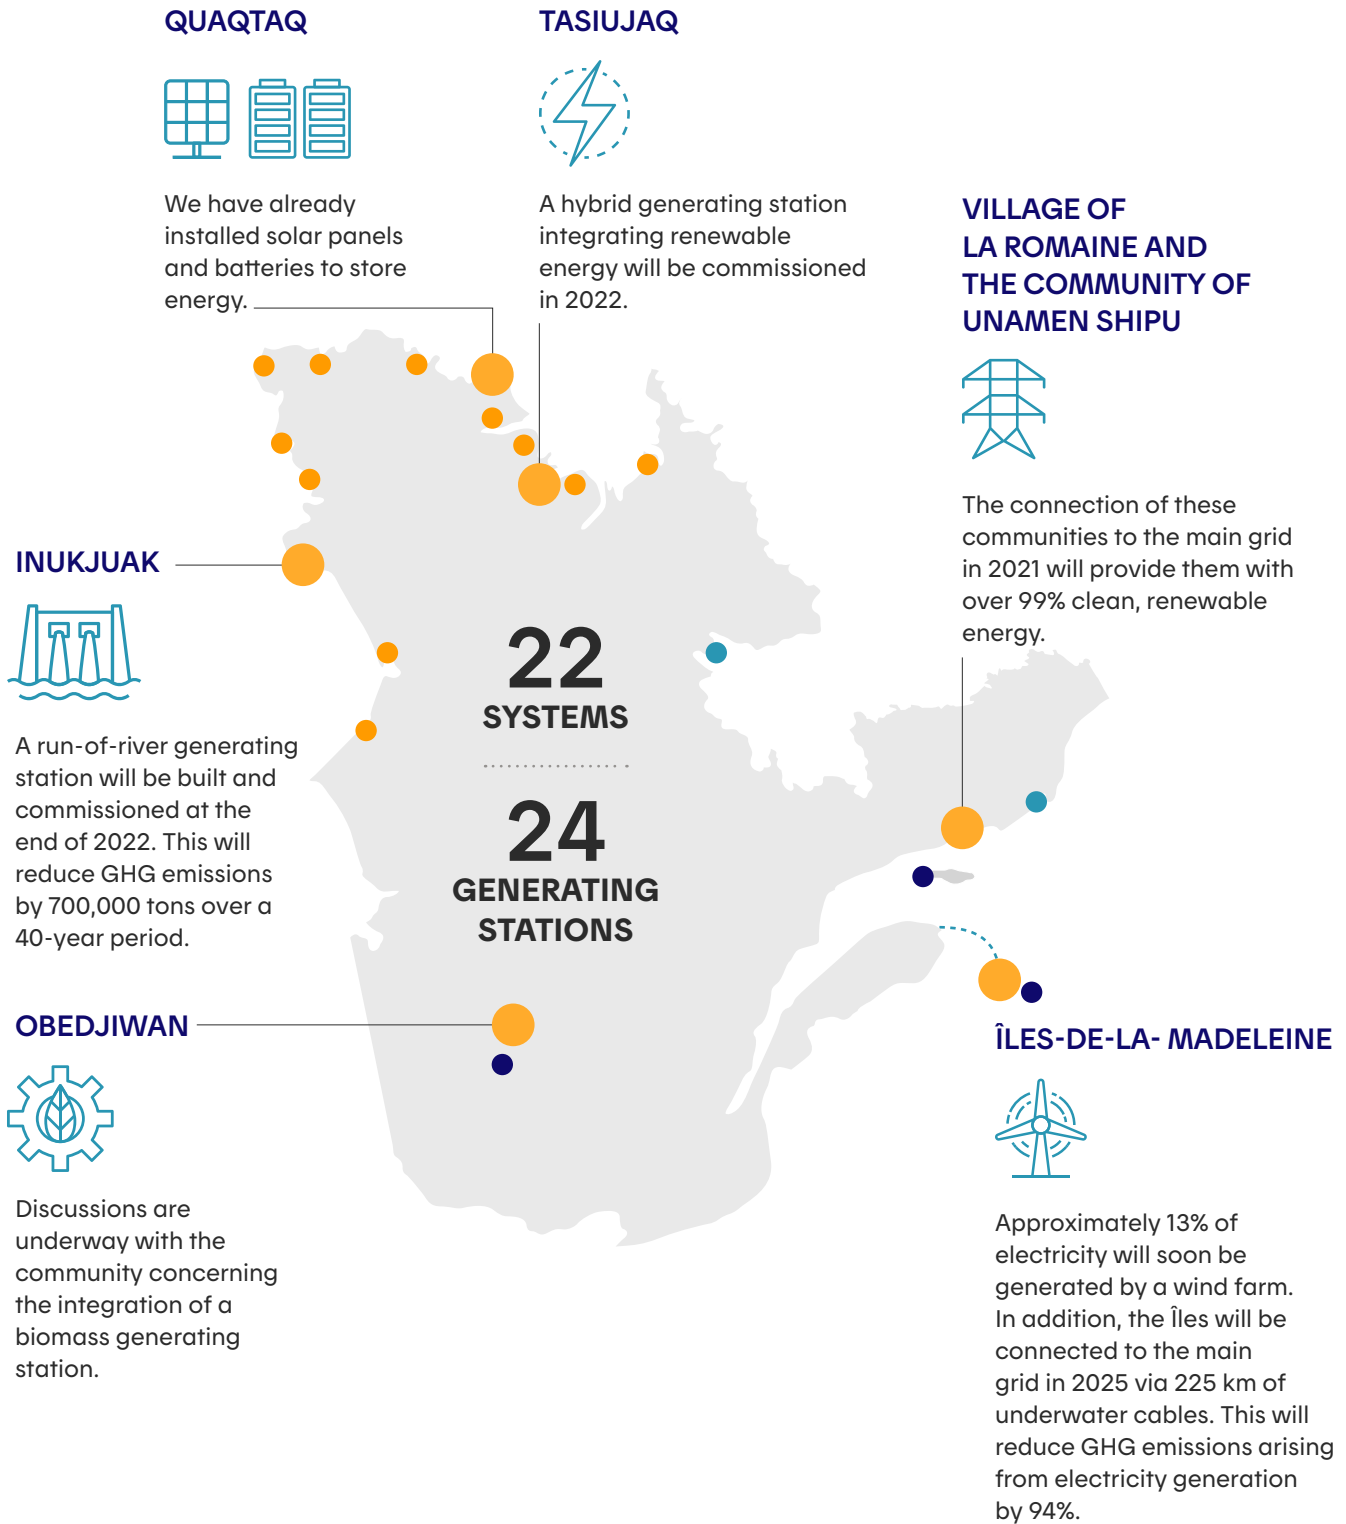 QUAQTAQ
We have already
installed solar panels
and batteries to store
energy.
TASIUJAQ
A hybrid generating station
integrating renewable
energy will be commissioned
in 2022.
VILLAGE OF
LA ROMAINE AND
THE COMMUNITY OF
UNAMEN SHIPU
The connection of these
communities to the main grid
in 2021 will provide them with
over 99% clean, renewable
energy.
INUKJUAK
A run-of-river generating
station will be built and
commissioned at the
end of 2022. This will
reduce GHG emissions
by 700,000 tons over a
40-year period.
22
SYSTEMS
24
GENERATING
STATIONS
OBEDJIWAN
Discussions are
underway with the
community concerning
the integration of a
biomass generating
station.
ÎLES-DE-LA- MADELEINE
Approximately 13% of
electricity will soon be
generated by a wind farm.
In addition, the Îles will be
connected to the main
grid in 2025 via 225 km of
underwater cables. This will
reduce GHG emissions arising
from electricity generation
by 94%.